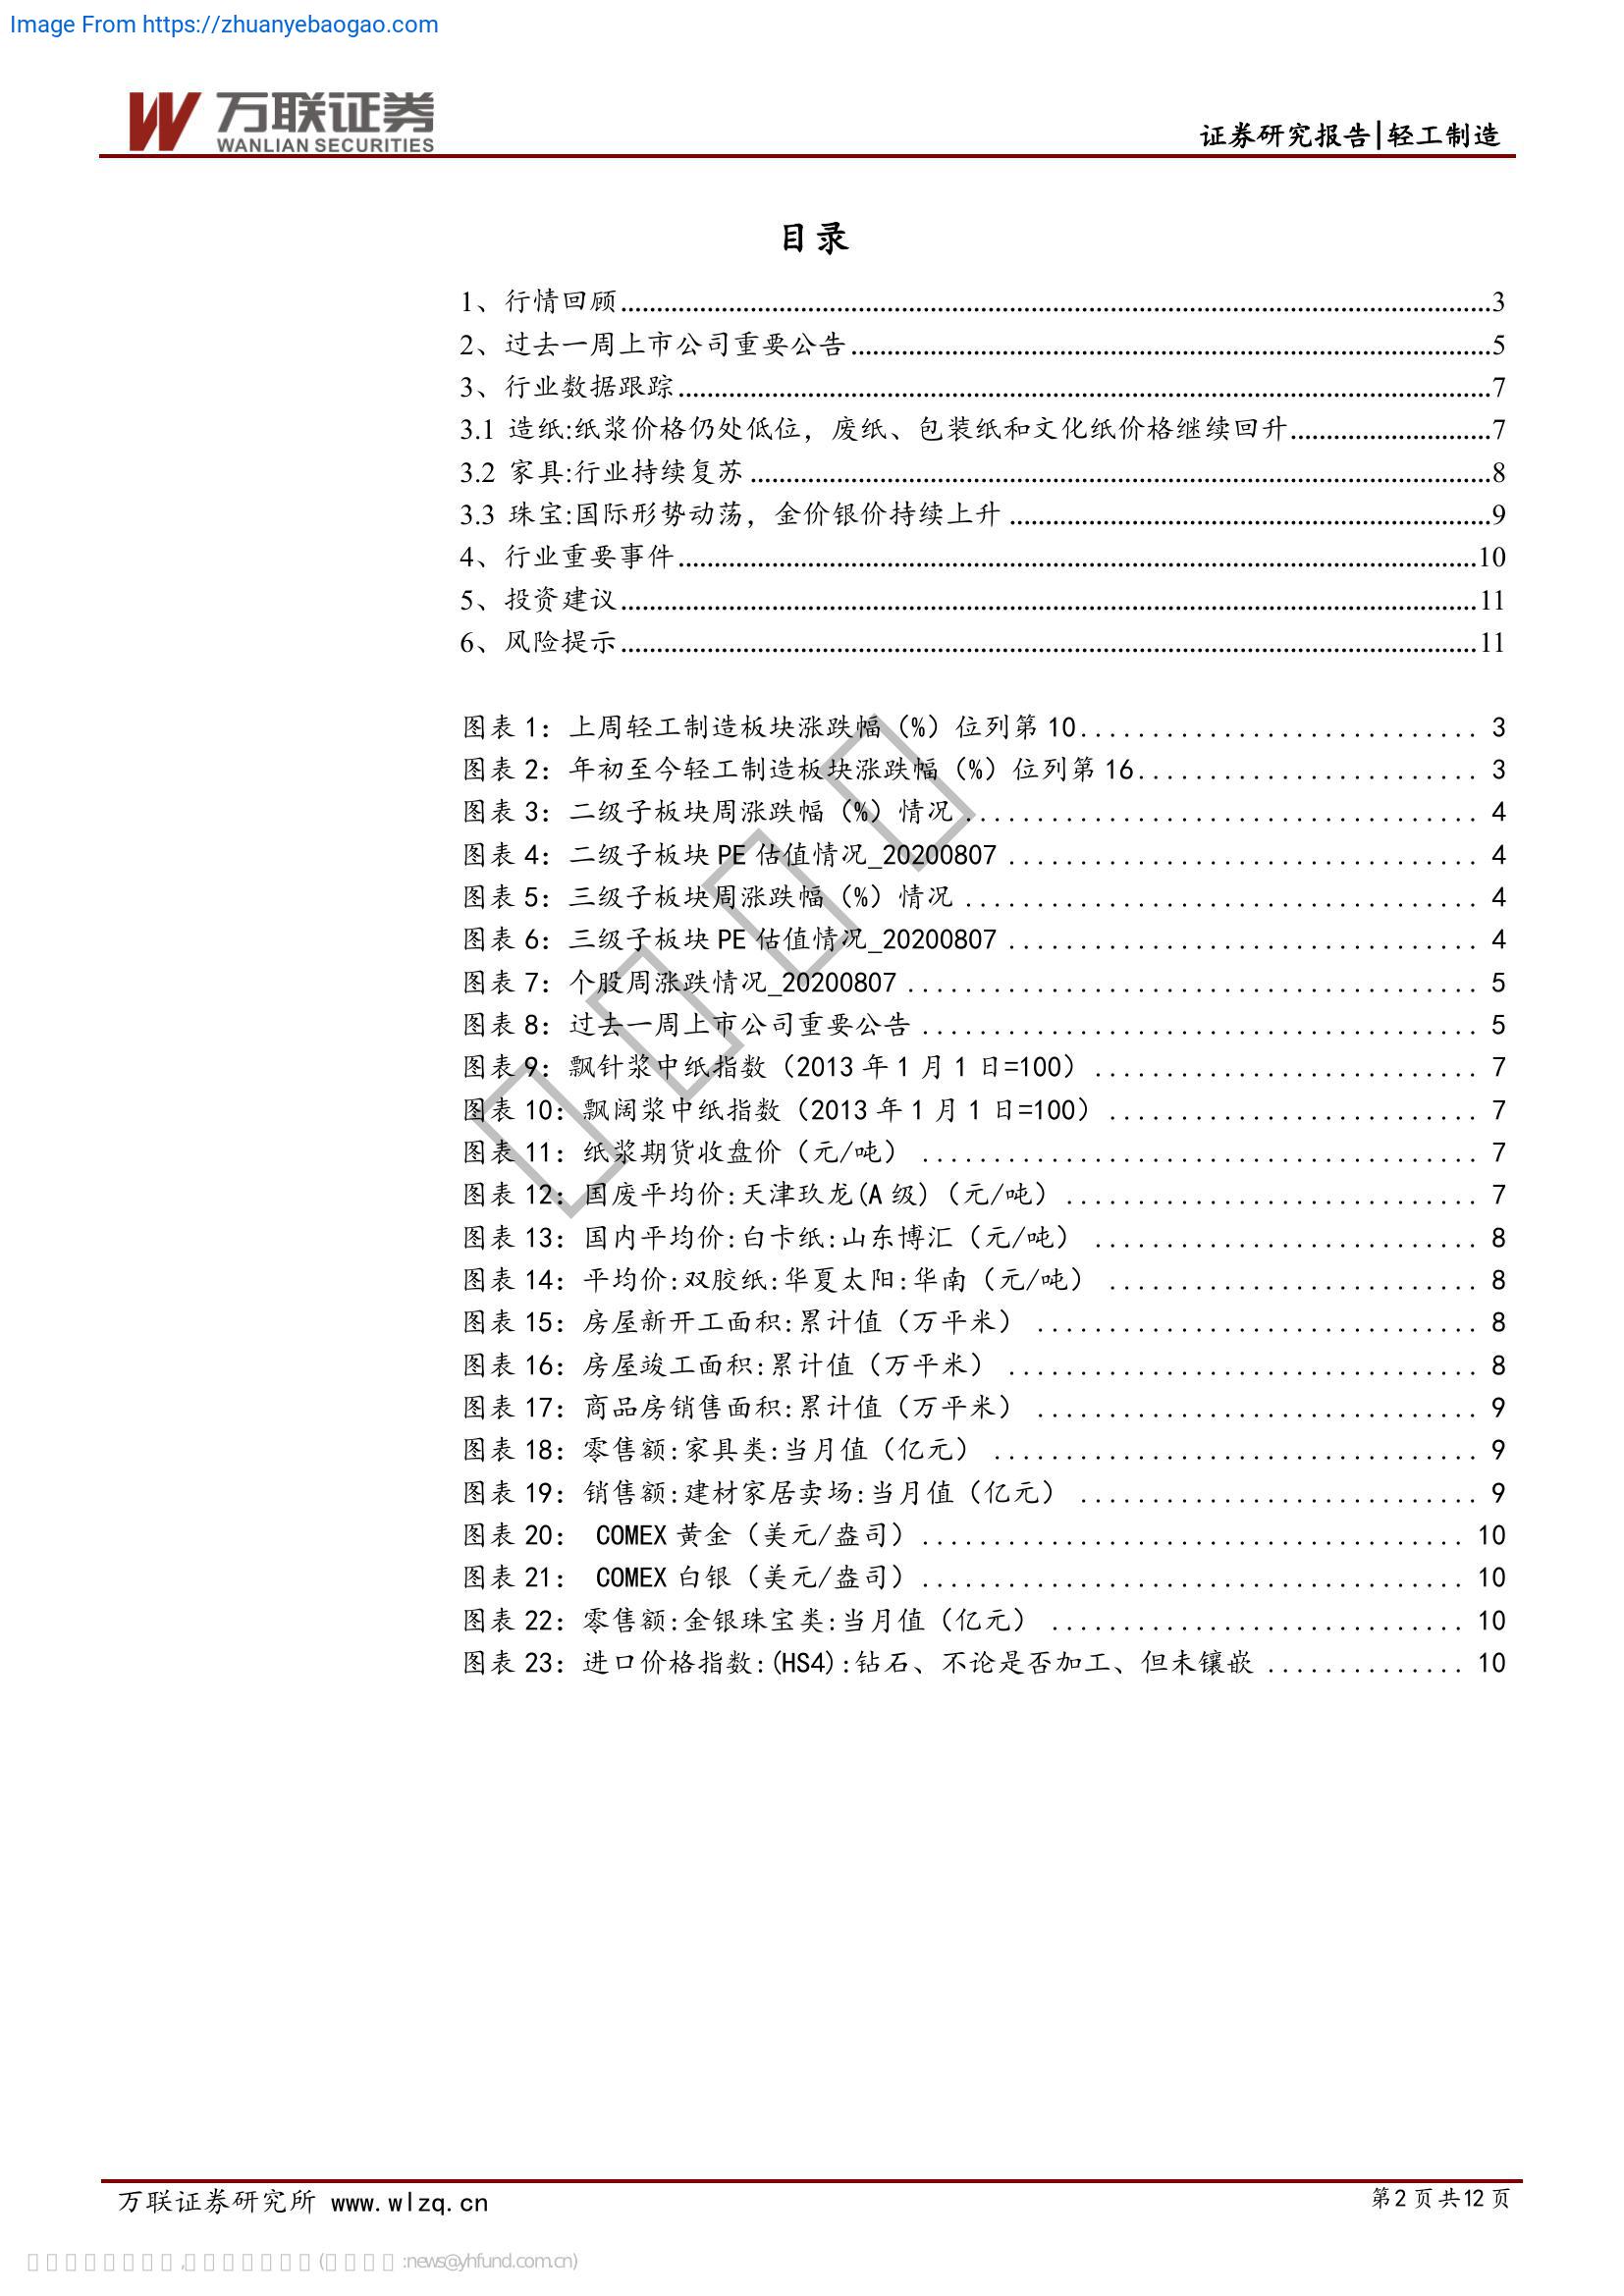 Image From https://zhuanyebaogao.com
万联证券
WANLIAN SECURITIES
证券研究报告|轻工制造
目录
1、行情回顾...3
2、过去一周上市公司重要公告...5
3、行业数据跟踪...7
3.1 造纸:纸浆价格仍处低位，废纸、包装纸和文化纸价格继续回升...7
3.2 家具:行业持续复苏...8
3.3 珠宝:国际形势动荡，金价银价持续上升...9
4、行业重要事件...10
5、投资建议...11
6、风险提示...11
图表 1：上周轻工制造板块涨跌幅（%）位列第 10... 3
图表 2：年初至今轻工制造板块涨跌幅（%）位列第 16... 3
图表 3：二级子板块周涨跌幅（%）情况... 4
图表 4：二级子板块 PE 估值情况_20200807... 4
图表 5：三级子板块周涨跌幅（%）情况... 4
图表 6：三级子板块 PE 估值情况_20200807... 4
图表 7：个股周涨跌情况_20200807... 5
图表 8：过去一周上市公司重要公告... 5
图表 9：飘针浆中纸指数（2013 年 1 月 1 日=100）... 7
图表 10：飘阔浆中纸指数（2013 年 1 月 1 日=100）... 7
图表 11：纸浆期货收盘价（元/吨）... 7
图表 12：国废平均价:天津玖龙(A 级)（元/吨）... 7
图表 13：国内平均价:白卡纸:山东博汇（元/吨）... 8
图表 14：平均价:双胶纸:华夏太阳:华南（元/吨）... 8
图表 15：房屋新开工面积:累计值（万平米）... 8
图表 16：房屋竣工面积:累计值（万平米）... 8
图表 17：商品房销售面积:累计值（万平米）... 9
图表 18：零售额:家具类:当月值（亿元）... 9
图表 19：销售额:建材家居卖场:当月值（亿元）... 9
图表 20： COMEX 黄金（美元/盎司）... 10
图表 21： COMEX 白银（美元/盎司）... 10
图表 22：零售额:金银珠宝类:当月值（亿元）... 10
图表 23：进口价格指数:(HS4):钻石、不论是否加工、但未镶嵌... 10
万联证券研究所 www.wlzq.cn
第 2 页 共 12 页
:news@yhfund.com.cn)